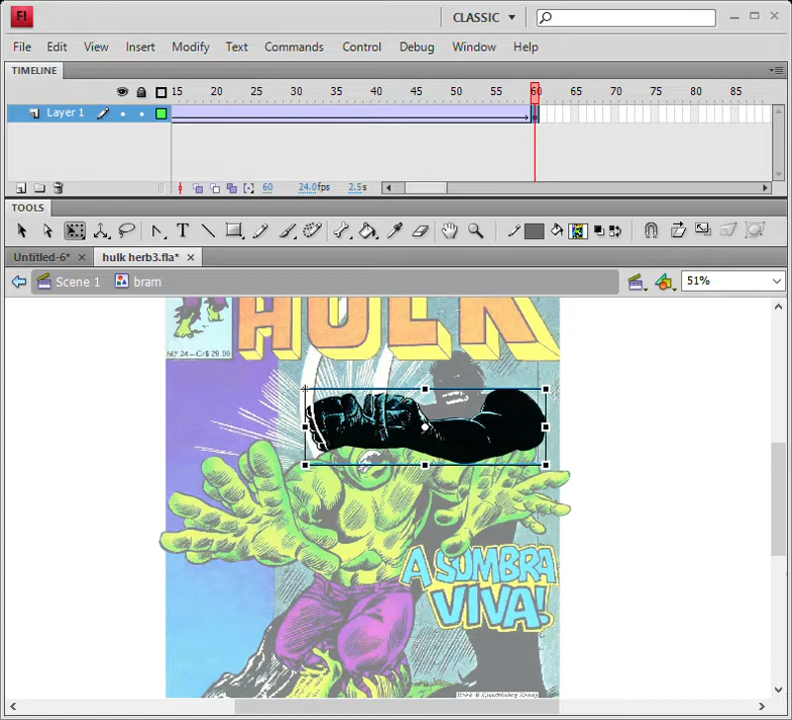 Fl
CLASSIC
File Edit View Insert Modify Text Commands Control Debug Window Help
TIMELINE
15 20 25 30 35 40 45 50 55 60 65 70 75 80 85
Layer 1
60 24.0fps 2.5s
TOOLS
Untitled-6* hulk herb3.fla*
Scene 1 bram 51%
HULK
A SOMBRA
VIVA!